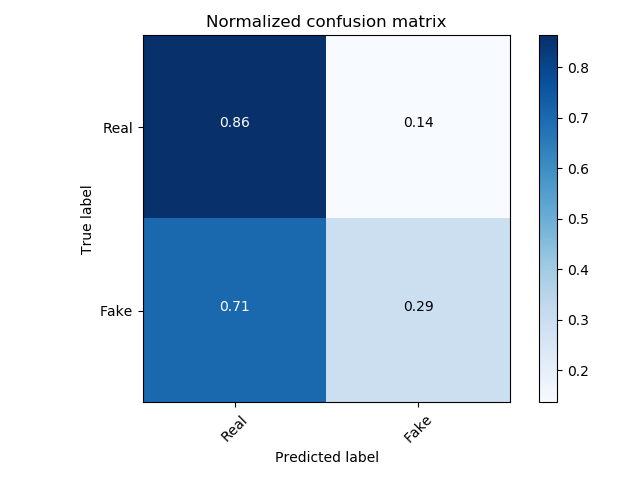 Normalized confusion matrix
Real
0.86
0.14
Fake
0.71
0.29
Real
Fake
True label
Predicted label
0.8
0.7
0.6
0.5
0.4
0.3
0.2